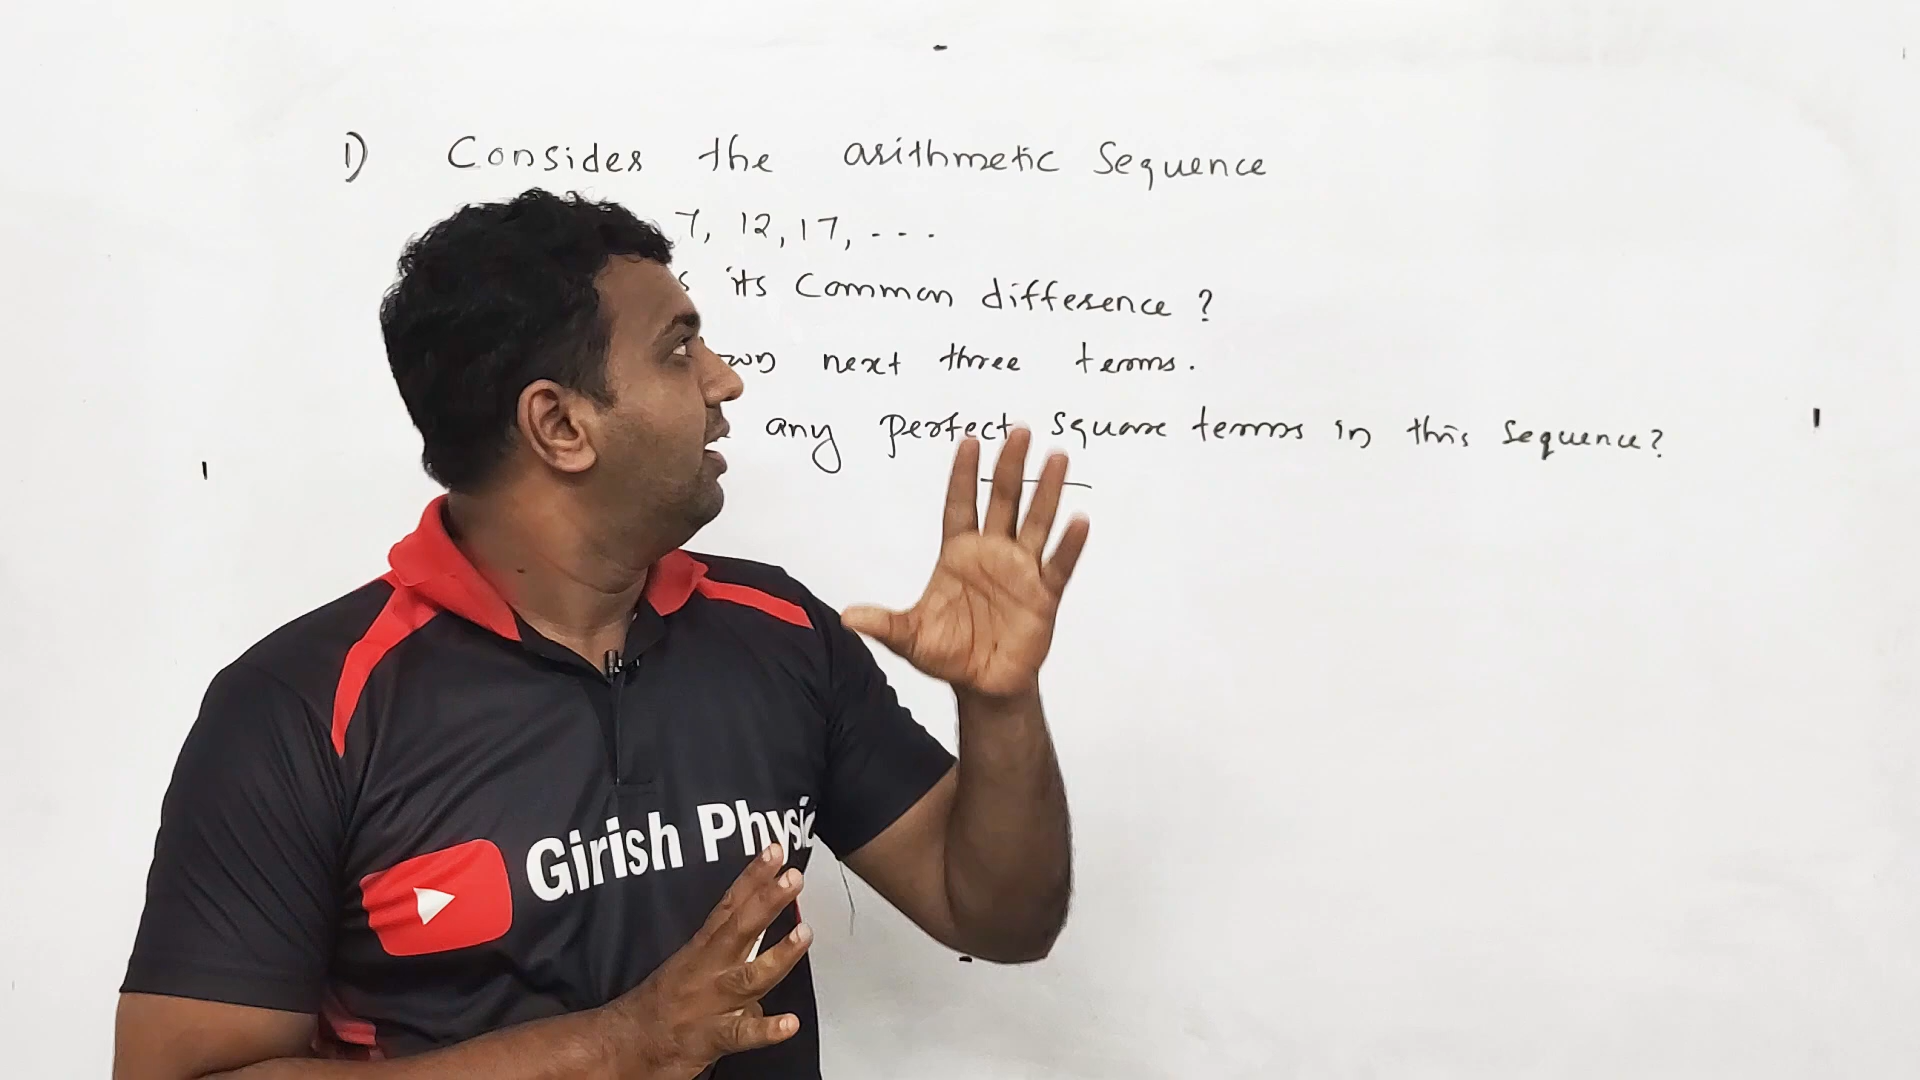 1) Consider the arithmetic Sequence
7, 12, 17, ...
its Common difference ?
next three terms.
any perfect square terms in this sequence?
Girish Physic